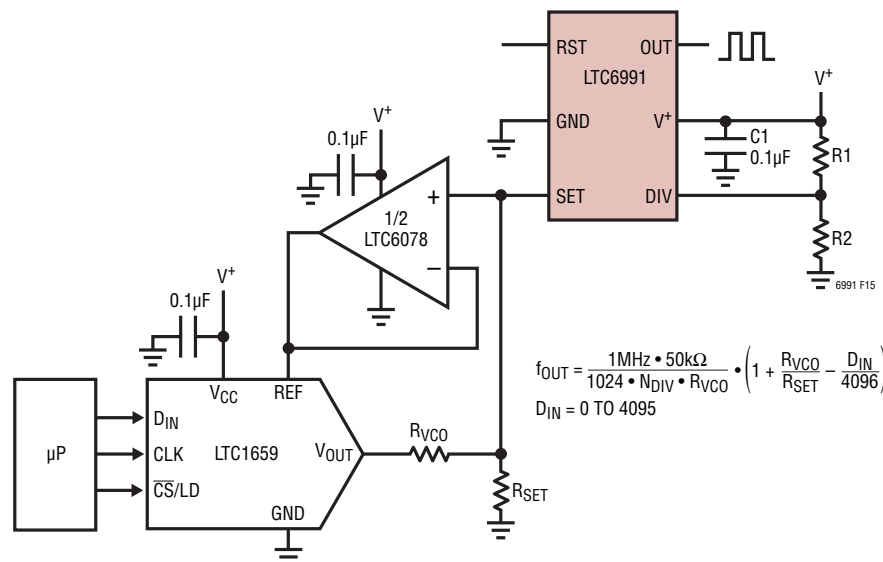 RST
OUT
LTC6991
GND
V+
SET
DIV
V+
C1
0.1µF
R1
R2
6991 F15
V+
0.1µF
+
1/2
LTC6078
–
V+
0.1µF
VCC
REF
µP
DIN
CLK
CS/LD
LTC1659
VOUT
GND
RVCO
RSET
fOUT = 1MHz • 50kΩ / 1024 • NDIV • RVCO • (1 + RVCO / RSET – DIN / 4096)
DIN = 0 TO 4095